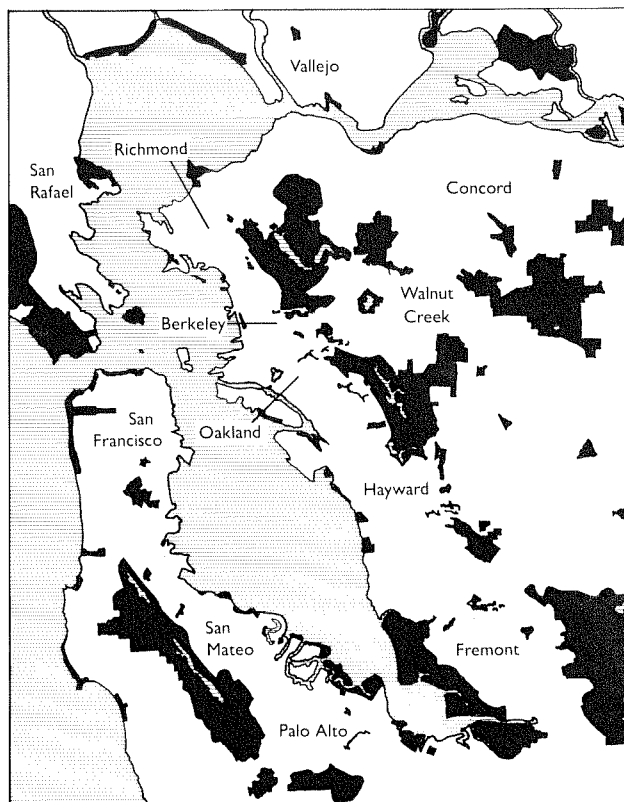 Vallejo
Richmond
San
Rafael
Concord
Walnut
Creek
Berkeley
San
Francisco
Oakland
Hayward
San
Mateo
Fremont
Palo Alto